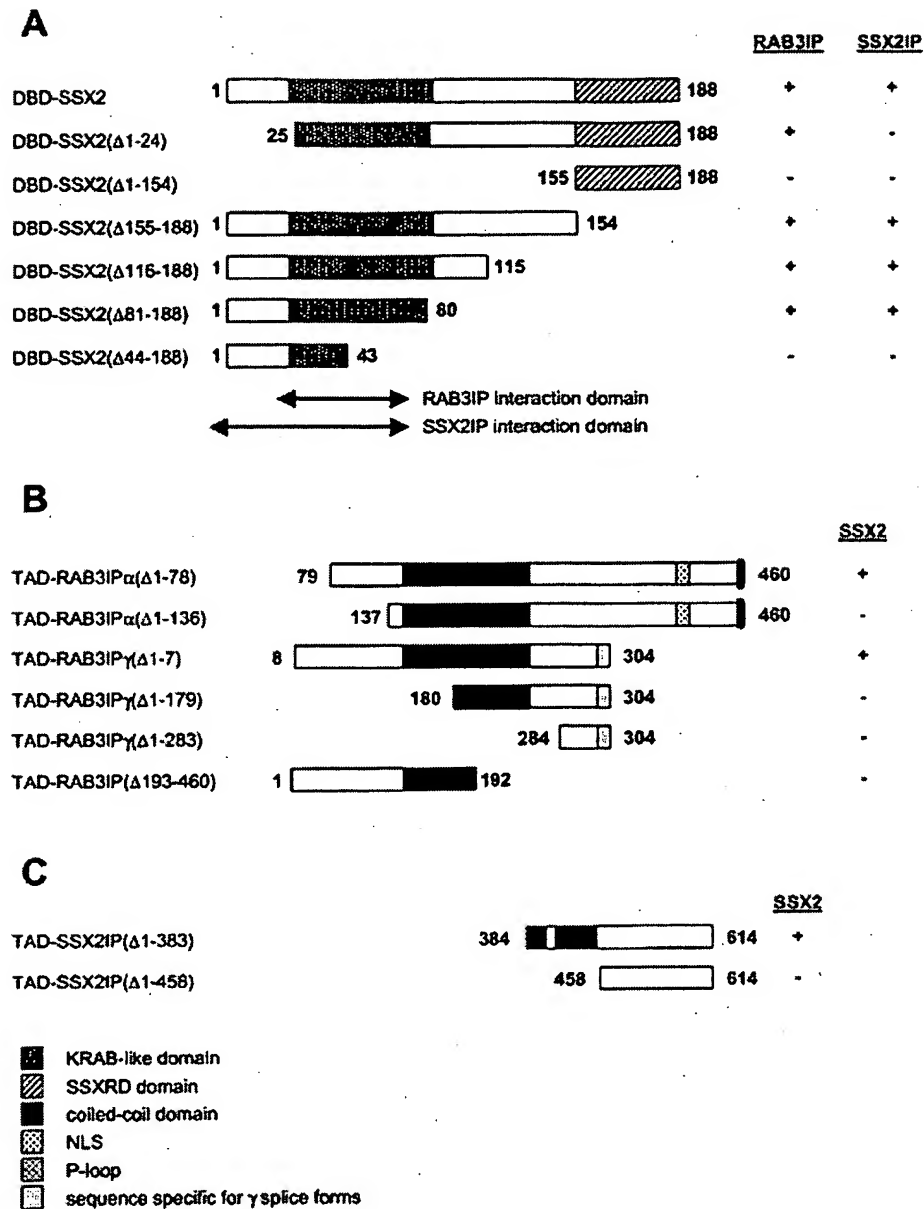 A
RAB3IP SSX2IP
DBD-SSX2 1 188 + +
DBD-SSX2(Δ1-24) 25 188 + -
DBD-SSX2(Δ1-154) 155 188 - -
DBD-SSX2(Δ155-188) 1 154 + +
DBD-SSX2(Δ116-188) 1 115 + +
DBD-SSX2(Δ81-188) 1 80 + +
DBD-SSX2(Δ44-188) 1 43 - -
RAB3IP interaction domain
SSX2IP interaction domain
B
SSX2
TAD-RAB3IPα(Δ1-78) 79 460 +
TAD-RAB3IPα(Δ1-136) 137 460 -
TAD-RAB3IPγ(Δ1-7) 8 304 +
TAD-RAB3IPγ(Δ1-179) 180 304 -
TAD-RAB3IPγ(Δ1-283) 284 304 -
TAD-RAB3IP(Δ193-460) 1 192 -
C
SSX2
TAD-SSX2IP(Δ1-383) 384 614 +
TAD-SSX2IP(Δ1-458) 458 614 -
KRAB-like domain
SSXRD domain
coiled-coil domain
NLS
P-loop
sequence specific for γ splice forms